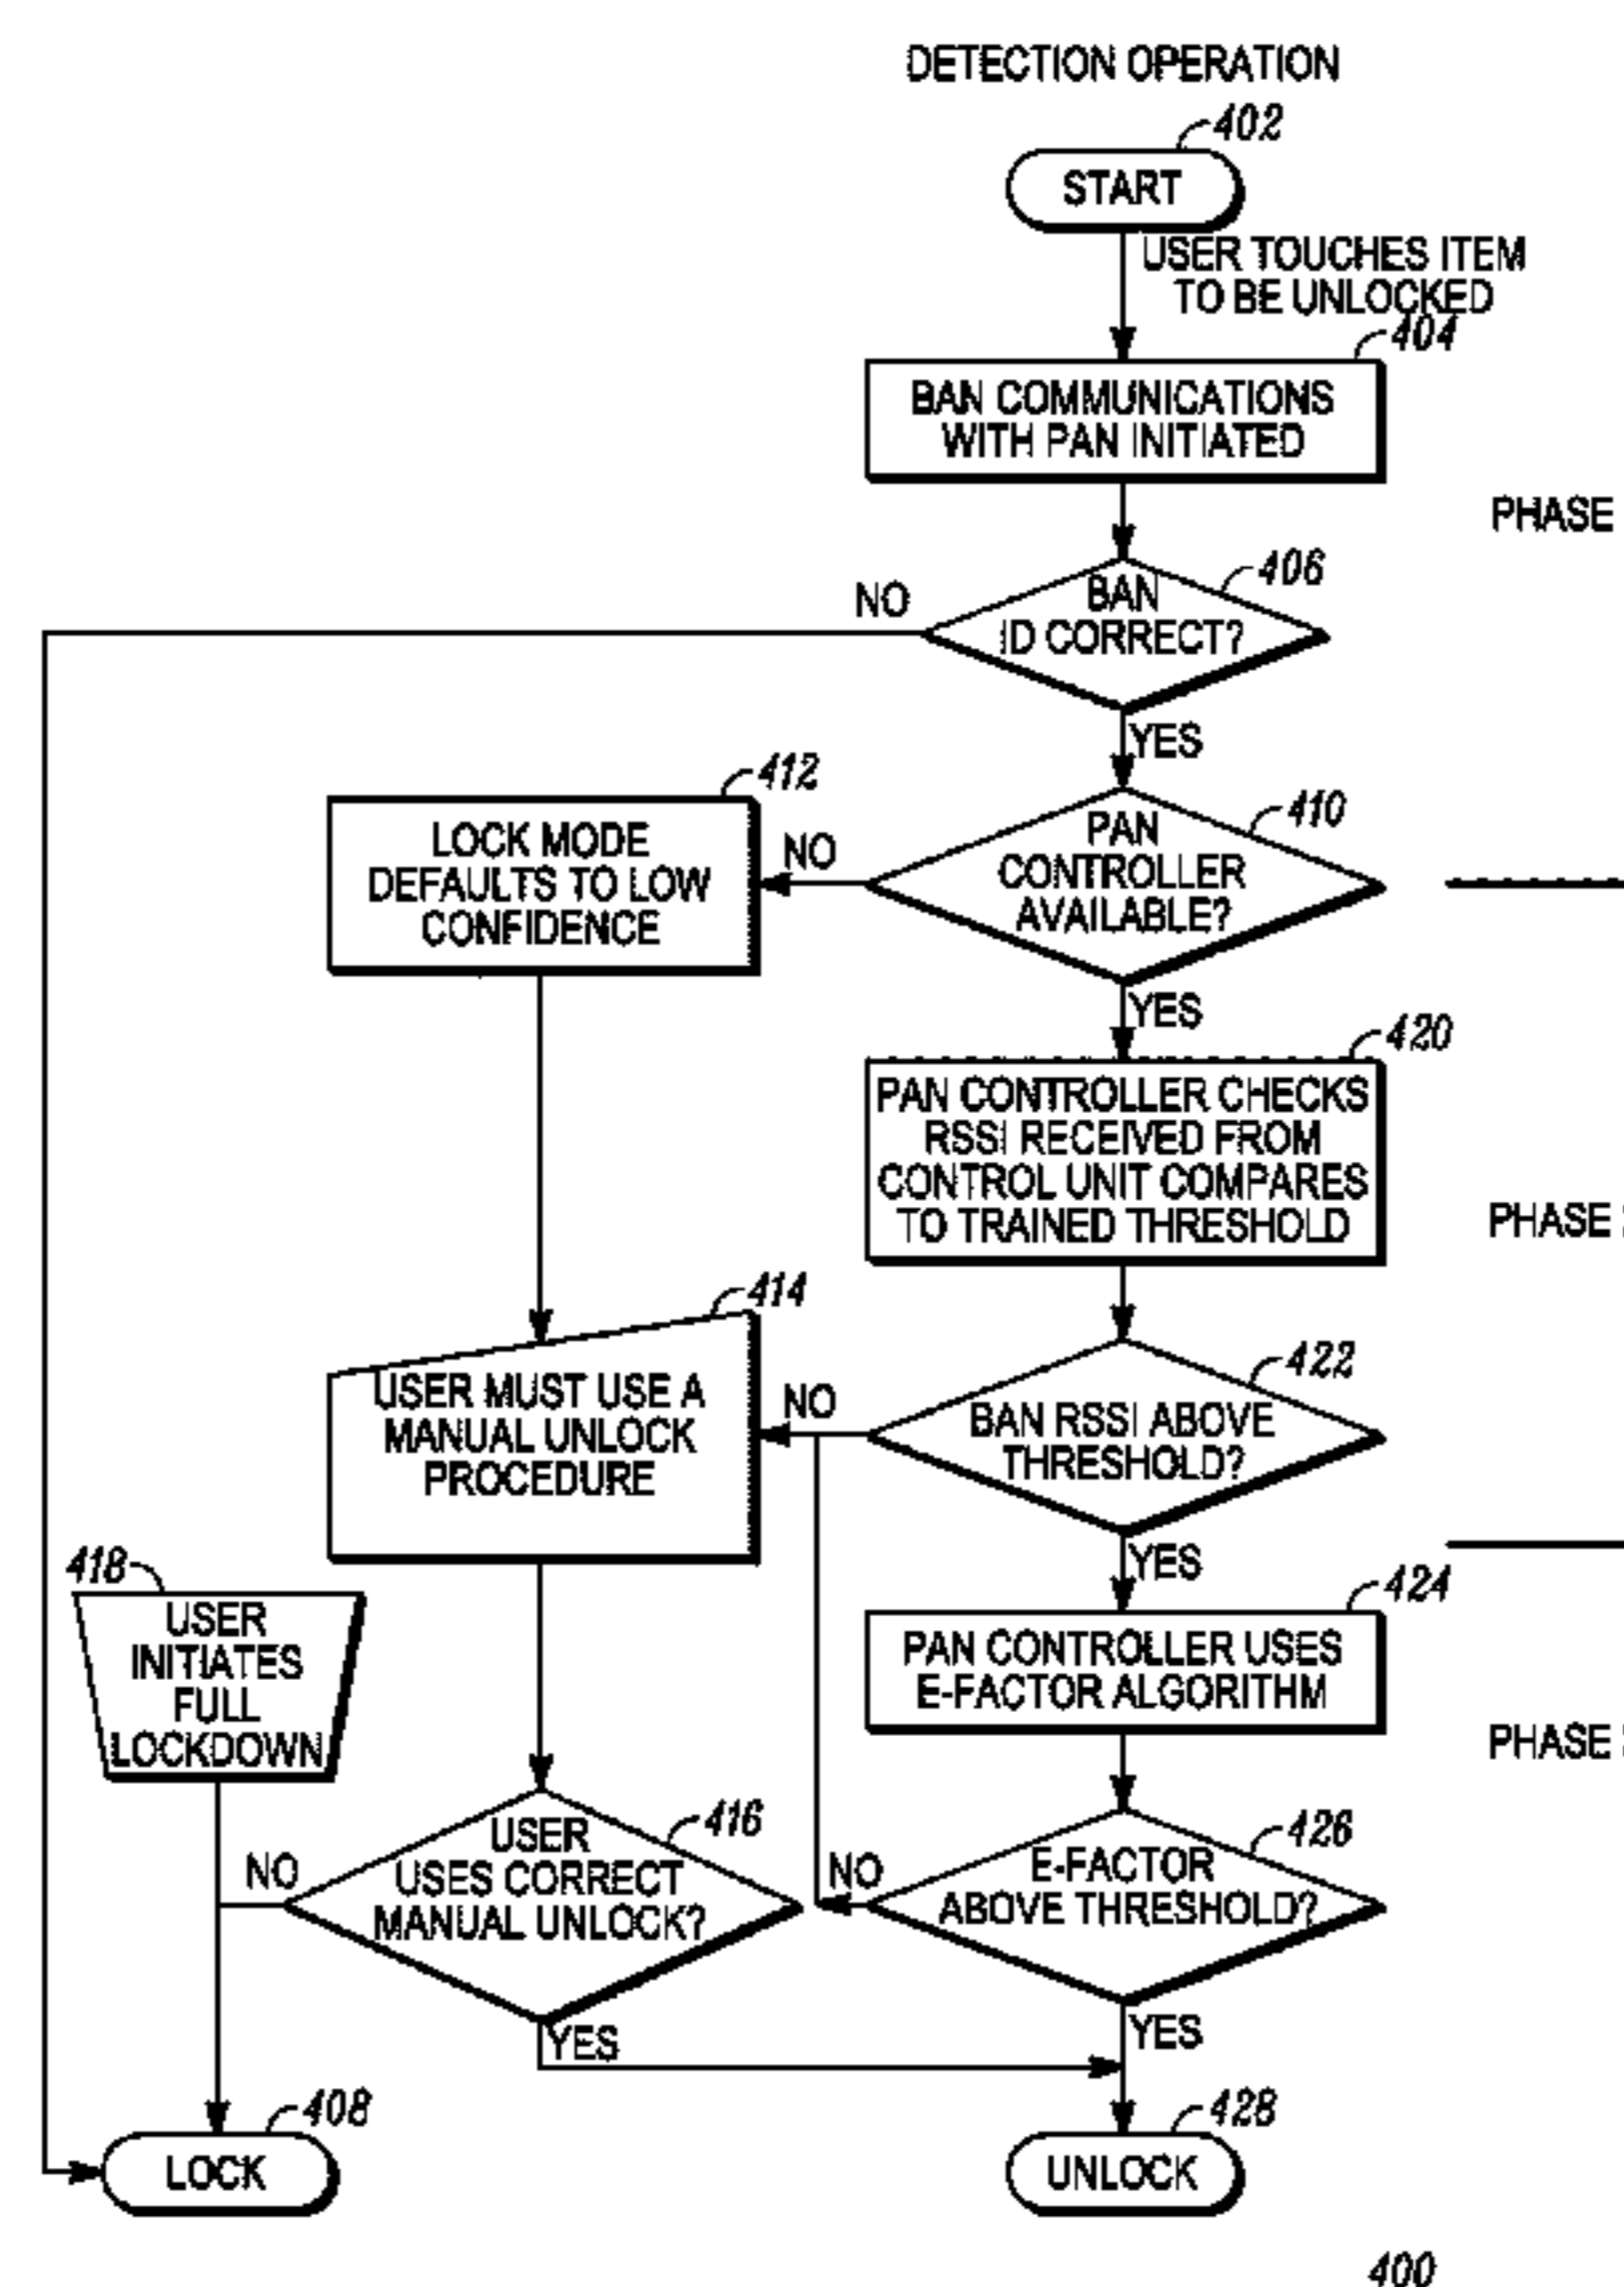 DETECTION OPERATION
402
START
USER TOUCHES ITEM
TO BE UNLOCKED
404
BAN COMMUNICATIONS
WITH PAN INITIATED
PHASE
406
NO
BAN
ID CORRECT?
YES
412
410
LOCK MODE
DEFAULTS TO LOW
CONFIDENCE
NO
PAN
CONTROLLER
AVAILABLE?
YES
420
PAN CONTROLLER CHECKS
RSSI RECEIVED FROM
CONTROL UNIT COMPARES
TO TRAINED THRESHOLD
PHASE
414
422
USER MUST USE A
MANUAL UNLOCK
PROCEDURE
NO
BAN RSSI ABOVE
THRESHOLD?
YES
418
424
USER
INITIATES
FULL
LOCKDOWN
PAN CONTROLLER USES
E-FACTOR ALGORITHM
PHASE
416
426
NO
USER
USES CORRECT
MANUAL UNLOCK?
NO
E-FACTOR
ABOVE THRESHOLD?
YES
YES
408
428
LOCK
UNLOCK
400